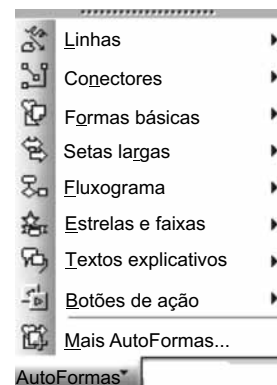 Linhas
Conectores
Formas básicas
Setas largas
Fluxograma
Estrelas e faixas
Textos explicativos
Botões de ação
Mais AutoFormas...
AutoFormas